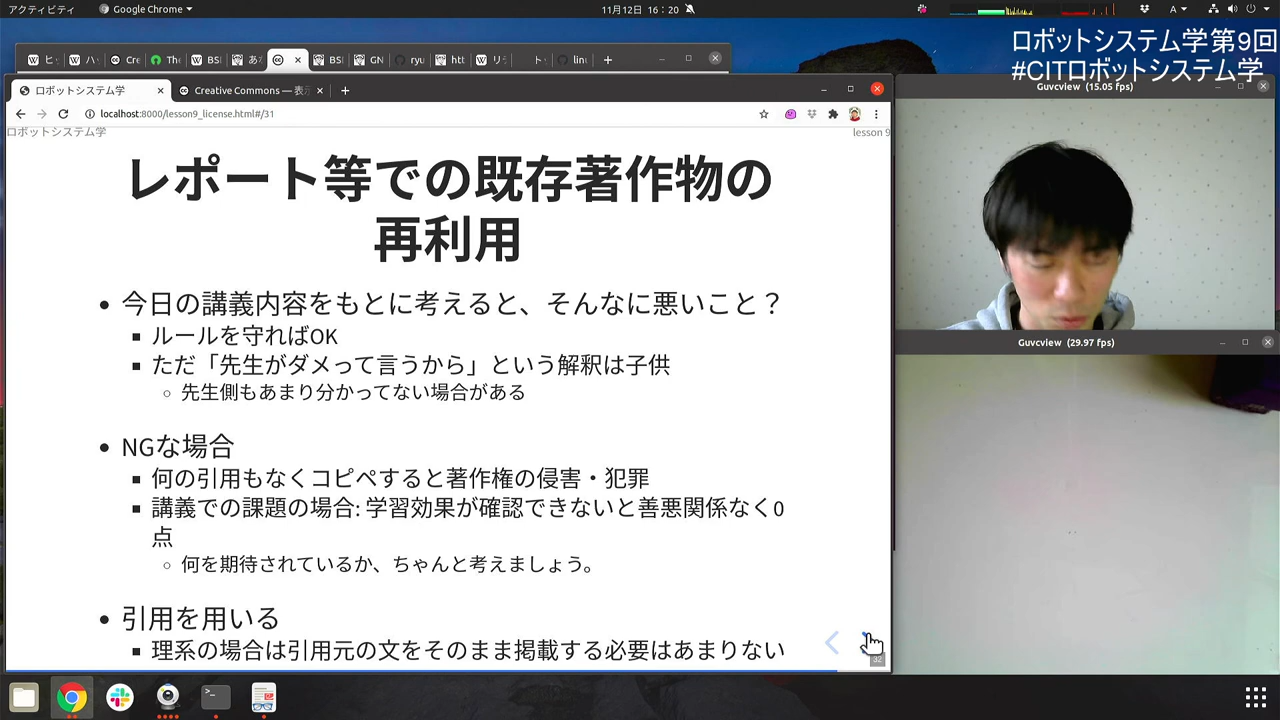 アクティビティ
Google Chrome
11月12日 16：20
A
ロボットシステム学第9回
#CITロボットシステム学
ヒ
ハ
Cre
The
BS
あ
BS
GN
ryu
htt
リ
ト
lin
ロボットシステム学
Creative Commons — 表示
localhost:8000/lesson9_license.html#/31
ロボットシステム学
lesson 9
レポート等での既存著作物の
再利用
今日の講義内容をもとに考えると、そんなに悪いこと？
ルールを守ればOK
ただ「先生がダメって言うから」という解釈は子供
先生側もあまり分かってない場合がある
NGな場合
何の引用もなくコピペすると著作権の侵害・犯罪
講義での課題の場合: 学習効果が確認できないと善悪関係なく0
点
何を期待されているか、ちゃんと考えましょう。
引用を用いる
理系の場合は引用元の文をそのまま掲載する必要はあまりない
32
Guvcview (15.05 fps)
Guvcview (29.97 fps)